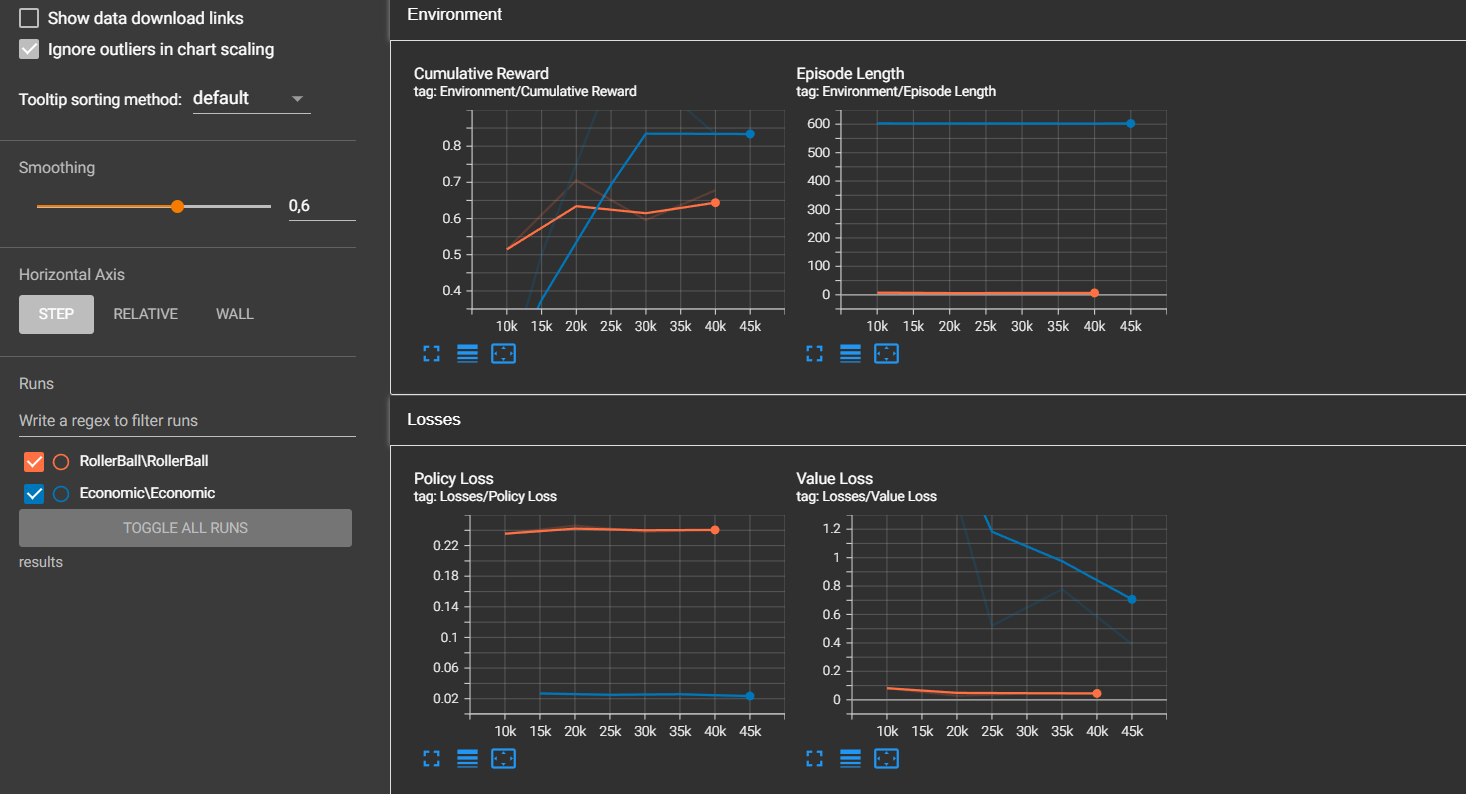 Show data download links
Ignore outliers in chart scaling
Tooltip sorting method: default
Smoothing
0,6
Horizontal Axis
STEP RELATIVE WALL
Runs
Write a regex to filter runs
RollerBall\RollerBall
Economic\Economic
TOGGLE ALL RUNS
results
Environment
Cumulative Reward
tag: Environment/Cumulative Reward
0.8
0.7
0.6
0.5
0.4
10k 15k 20k 25k 30k 35k 40k 45k
Episode Length
tag: Environment/Episode Length
600
500
400
300
200
100
0
10k 15k 20k 25k 30k 35k 40k 45k
Losses
Policy Loss
tag: Losses/Policy Loss
0.22
0.18
0.14
0.1
0.06
0.02
10k 15k 20k 25k 30k 35k 40k 45k
Value Loss
tag: Losses/Value Loss
1.2
1
0.8
0.6
0.4
0.2
0
10k 15k 20k 25k 30k 35k 40k 45k